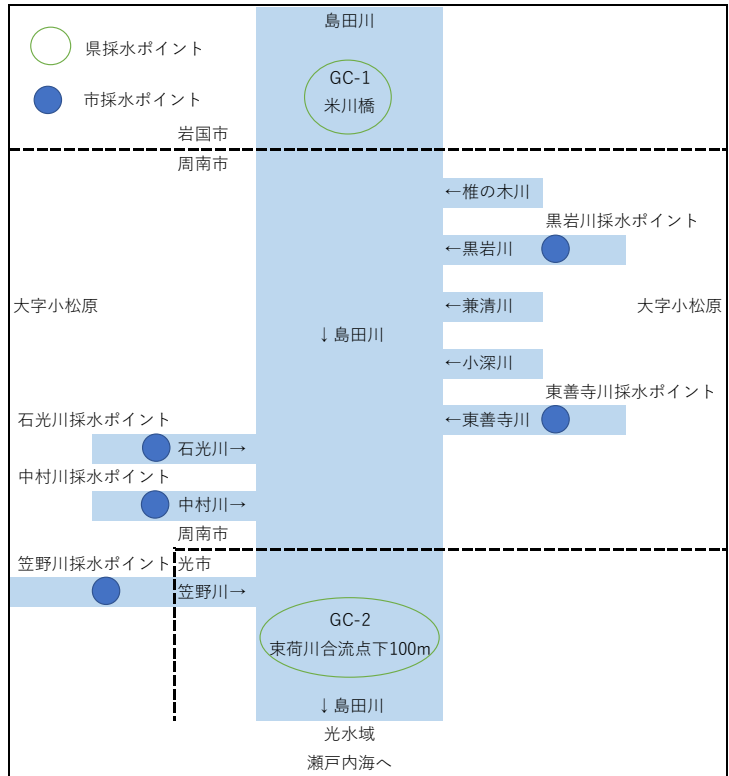 島田川
県採水ポイント
GC-1
米川橋
市採水ポイント
岩国市
周南市
←椎の木川
黒岩川採水ポイント
←黒岩川
大字小松原
←兼清川
大字小松原
↓島田川
←小深川
東善寺川採水ポイント
石光川採水ポイント
←東善寺川
石光川→
中村川採水ポイント
中村川→
周南市
笠野川採水ポイント
光市
笠野川→
GC-2
束荷川合流点下100m
↓島田川
光水域
瀬戸内海へ